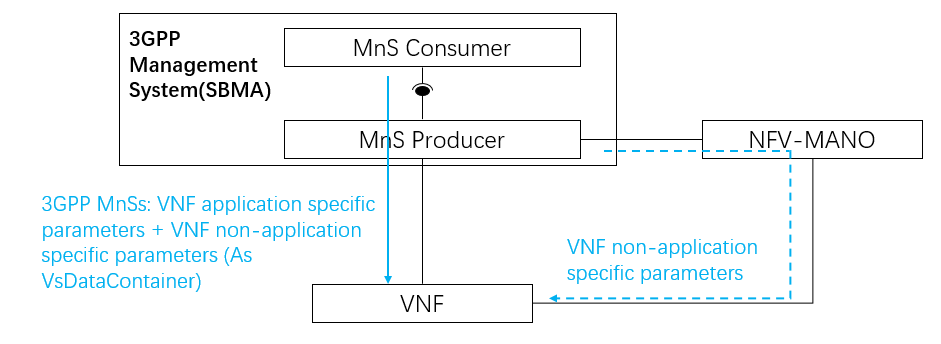 3GPP
Management
System(SBMA)
MnS Consumer
MnS Producer
NFV-MANO
3GPP MnSs: VNF application specific
parameters + VNF non-application
specific parameters (As
VsDataContainer)
VNF non-application
specific parameters
VNF